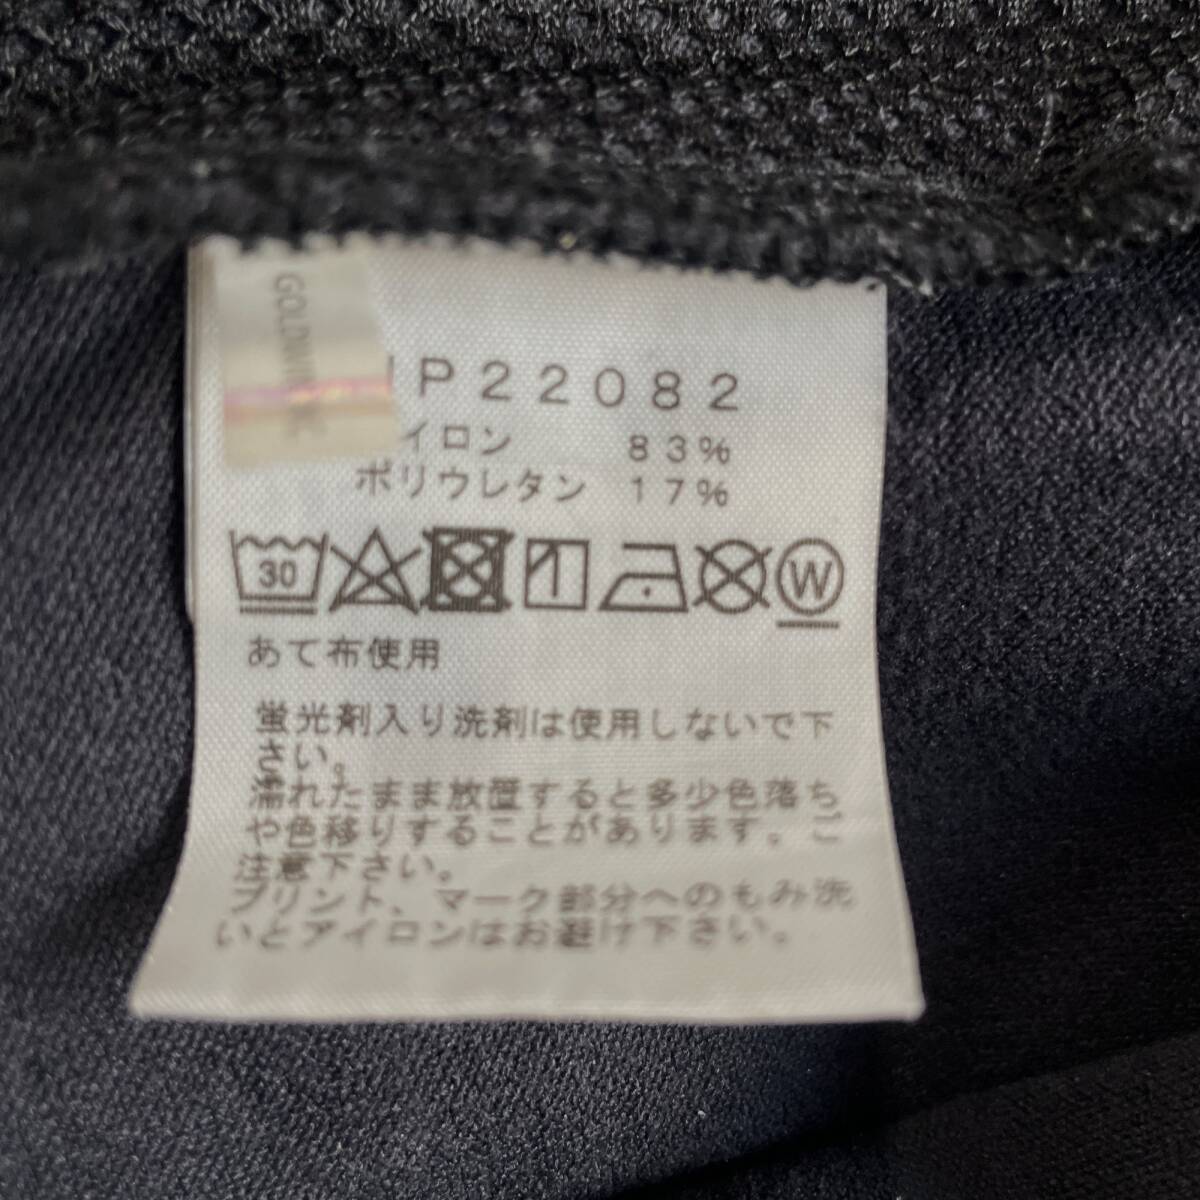 GOLDWIN
P22082
イロン 83%
ポリウレタン 17%
30
W
あて布使用
蛍光剤入り洗剤は使用しないで下
さい。
濡れたまま放置すると多少色落ち
や色移りすることがあります。ご
注意下さい。
プリント、マーク部分へのもみ洗
いとアイロンはお避け下さい。